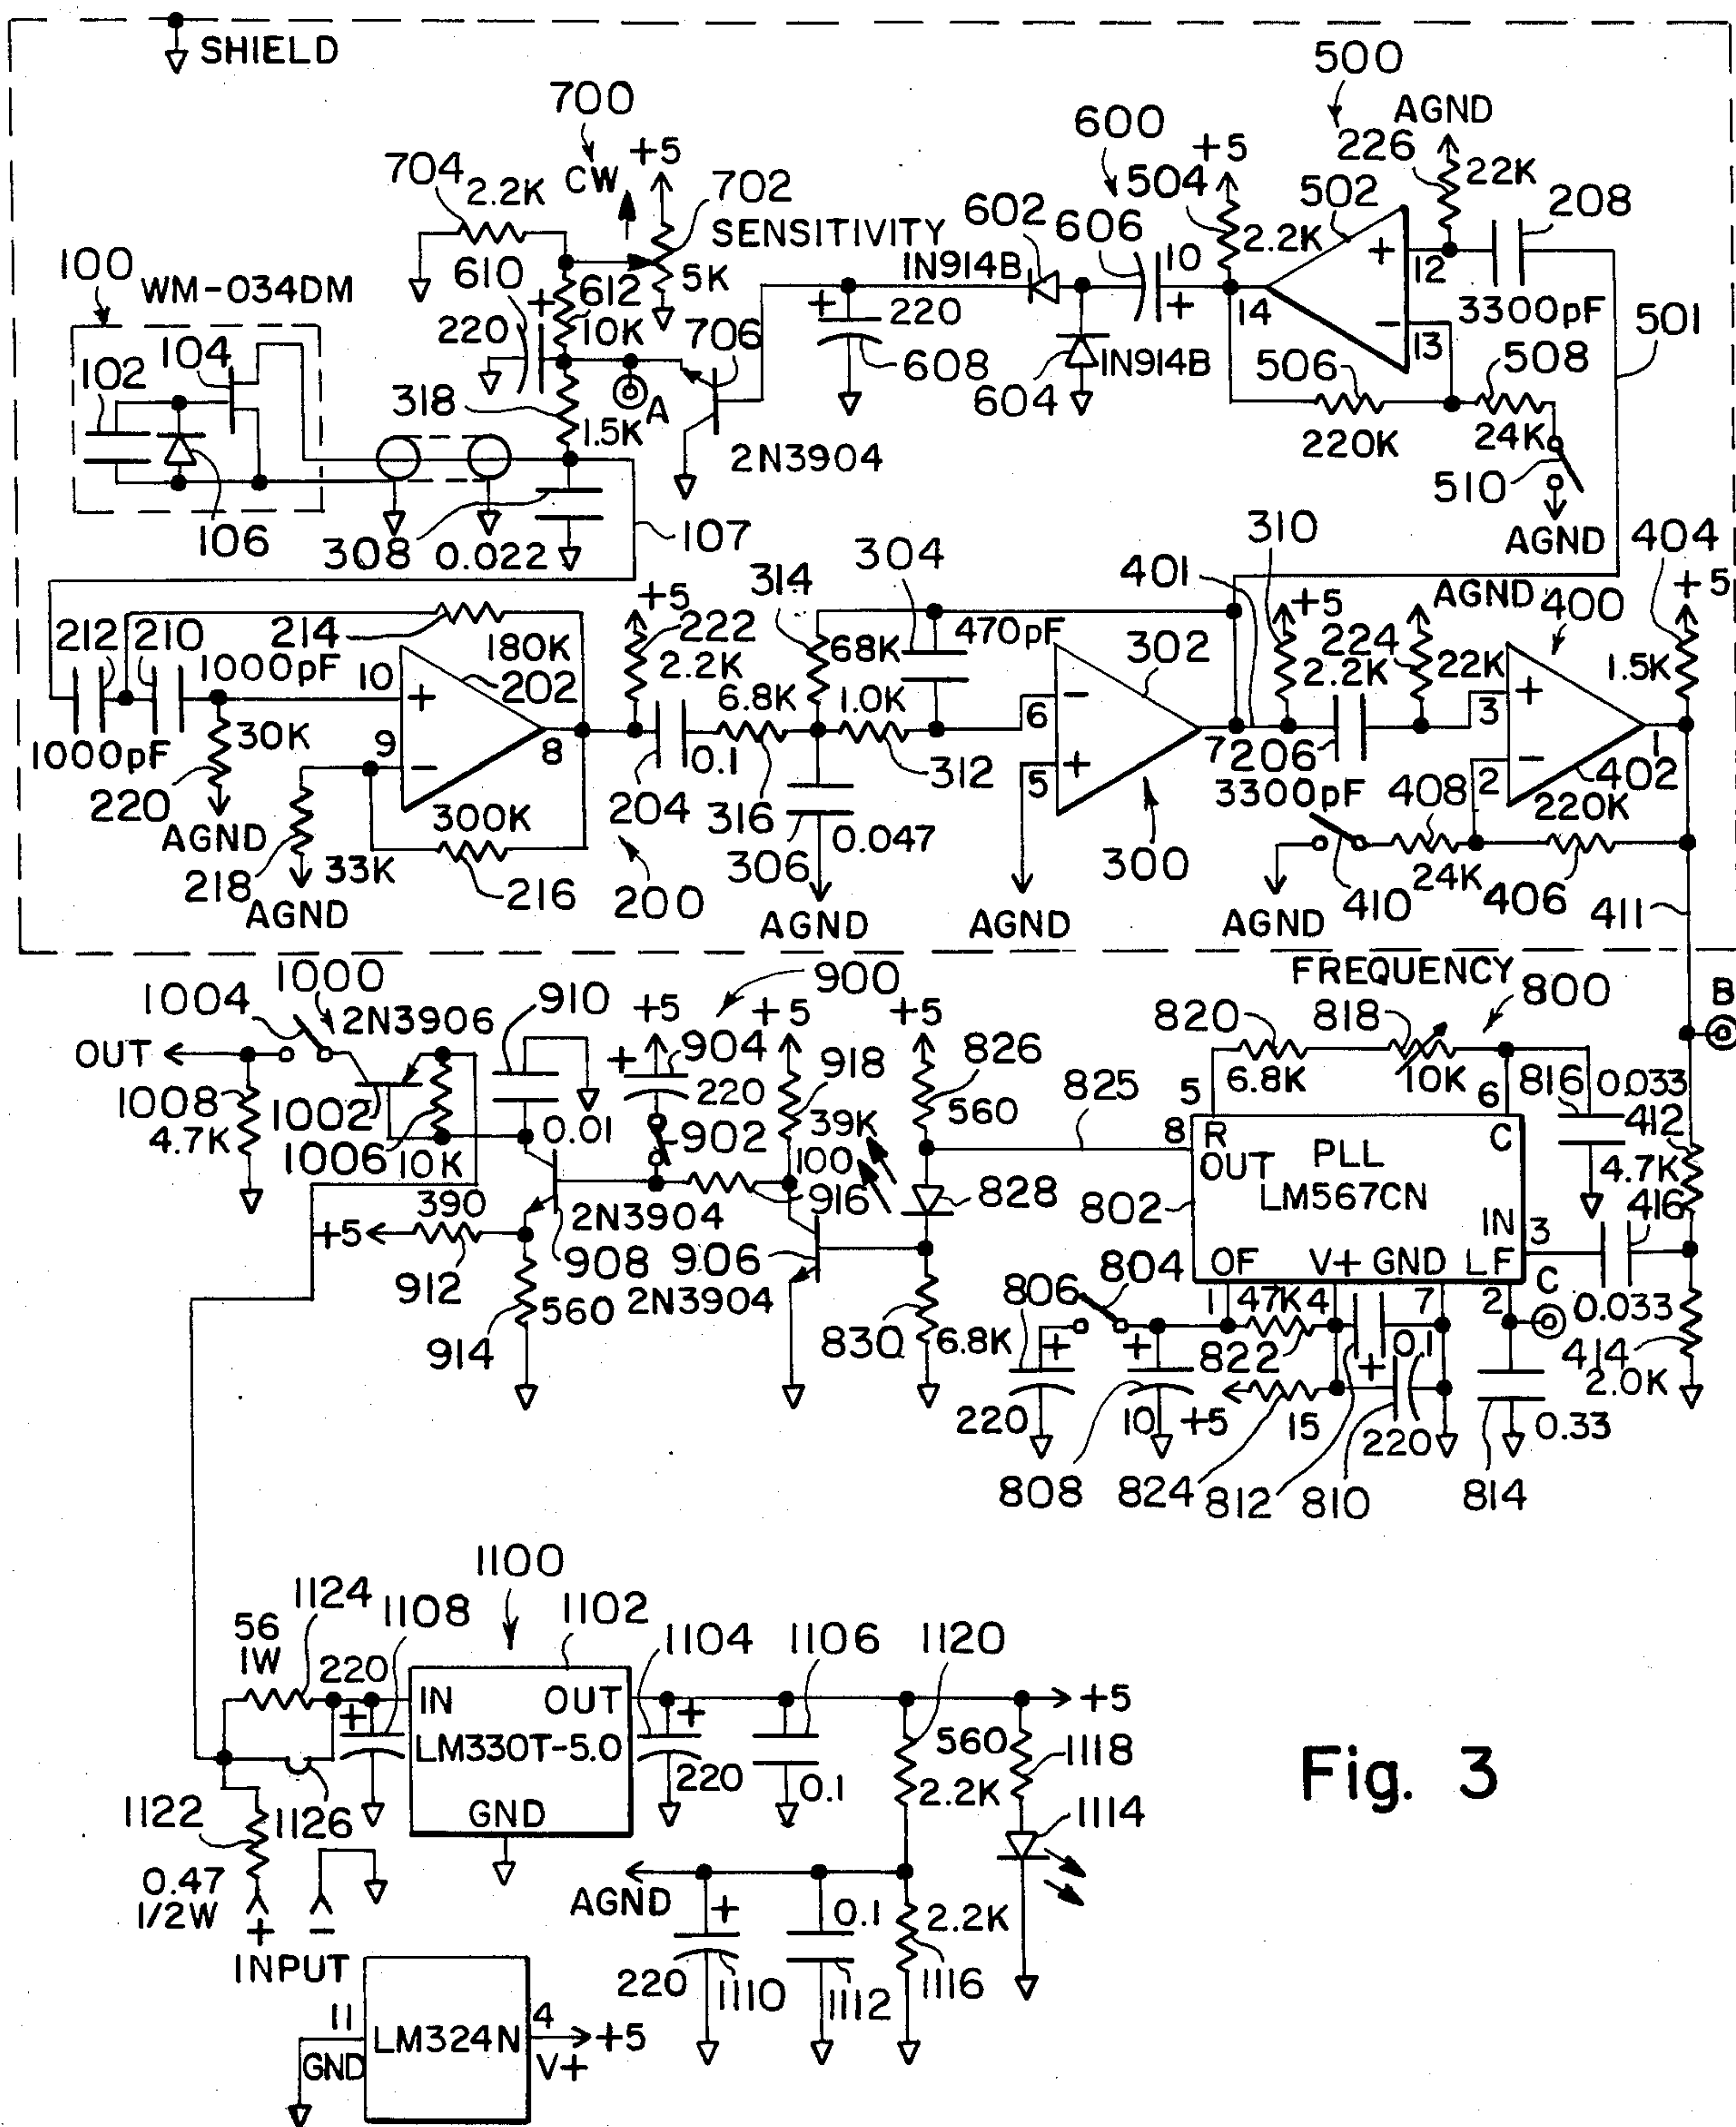 SHIELD
500
AGND
226
22K
208
3300pF
501
700
CW
+5
702
704
2.2K
SENSITIVITY
5K
600
606
10
+
+5
504
2.2K
502
+
12
-
13
14
602
1N914B
604
1N914B
+
220
608
506
220K
508
24K
510
AGND
100
WM-034DM
102
104
106
610
+
220
612
10K
318
1.5K
A
706
2N3904
308
0.022
107
212
210
1000pF
1000pF
214
180K
10
+
202
9
-
8
30K
220
AGND
218
33K
AGND
300K
216
200
+5
222
2.2K
204
0.1
6.8K
316
314
68K
304
470pF
1.0K
312
306
0.047
AGND
6
-
5
+
302
7
300
AGND
401
310
+5
2.2K
206
3300pF
AGND
224
22K
400
3
+
2
-
1
402
404
+5
1.5K
408
24K
220K
406
410
AGND
411
B
1000
1004
OUT
1008
4.7K
2N3906
1002
1006
10K
910
0.01
900
+5
+
904
220
902
+5
918
39K
100
916
+5
826
560
825
828
390
+5
912
2N3904
908
560
914
906
2N3904
830
6.8K
FREQUENCY
800
820
6.8K
818
10K
5
6
8
R
C
OUT
PLL
LM567CN
802
IN
3
OF
V+
GND
LF
1
4
7
2
816
0.033
412
4.7K
416
0.033
C
414
2.0K
804
806
+
220
+
10
808
47K
822
+5
15
824
812
0.1
+
220
810
814
0.33
1100
1124
56
1W
1108
220
+
1102
IN
OUT
LM330T-5.0
GND
1104
+
220
1106
0.1
1120
2.2K
560
1118
+5
1114
1122
0.47
1/2W
1126
+
-
INPUT
AGND
+
220
1110
0.1
1112
2.2K
1116
11
GND
LM324N
4
V+
+5
Fig. 3